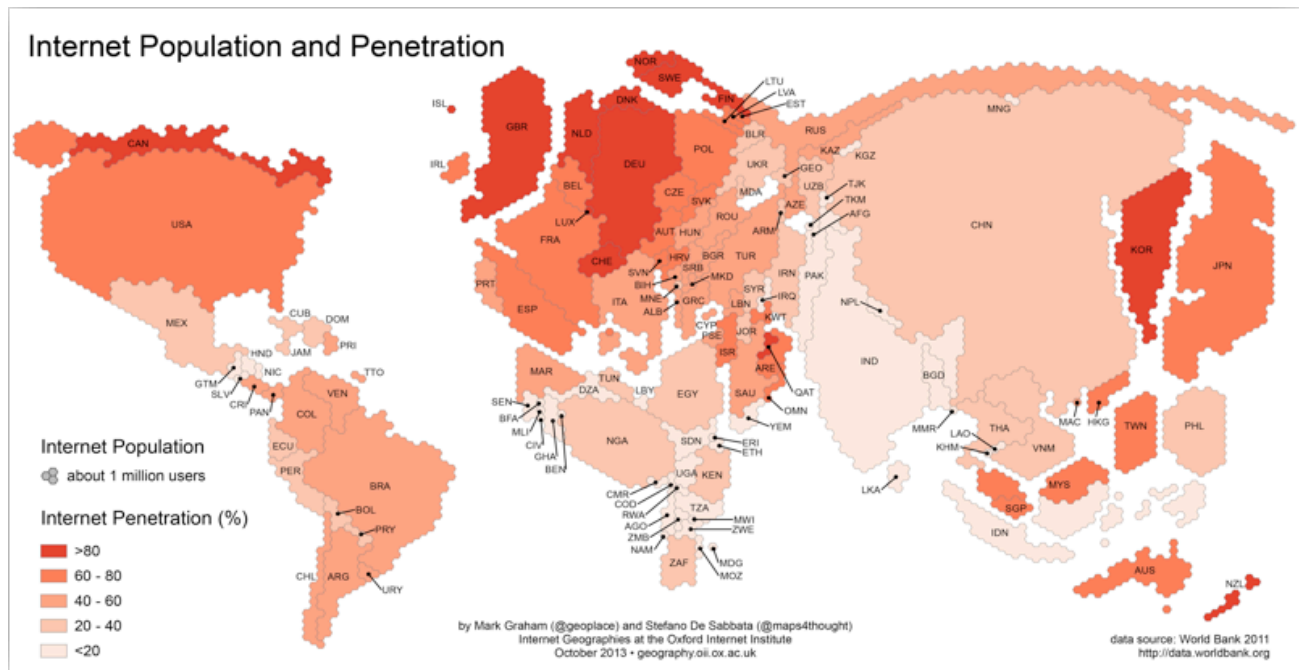 Internet Population and Penetration
NOR
SWE
LTU
LVA
EST
ISL
DNK
FIN
MNG
CAN
GBR
NLD
RUS
BLR
POL
KAZ
KGZ
IRL
DEU
UKR
GEO
BEL
CZE
MDA
UZB
TJK
SVK
TKM
AZE
AFG
LUX
ROU
USA
AUT
HUN
ARM
CHN
FRA
KOR
CHE
HRV
BGR
TUR
SVN
SRB
JPN
BIH
MKD
IRN
PAK
PRT
MNE
SYR
ITA
GRC
LBN
IRQ
NPL
ESP
ALB
CUB
DOM
MEX
CYP
KWT
PSE
JOR
PRI
HND
JAM
ISR
IND
NIC
TTO
MAR
TUN
ARE
BGD
GTM
DZA
LBY
QAT
SLV
VEN
SEN
EGY
SAU
CRI
PAN
COL
BFA
OMN
MAC
HKG
MLI
YEM
MMR
THA
TWN
PHL
CIV
NGA
SDN
ERI
LAO
VNM
ECU
GHA
ETH
KHM
BEN
PER
UGA
KEN
BRA
CMR
LKA
MYS
COD
BOL
RWA
TZA
SGP
AGO
MWI
PRY
ZMB
ZWE
IDN
NAM
ZAF
MDG
MOZ
AUS
CHL
ARG
URY
NZL
Internet Population
about 1 million users
Internet Penetration (%)
>80
60 - 80
40 - 60
20 - 40
<20
by Mark Graham (@geoplace) and Stefano De Sabbata (@maps4thought)
Internet Geographies at the Oxford Internet Institute
October 2013 • geography.oii.ox.ac.uk
data source: World Bank 2011
http://data.worldbank.org